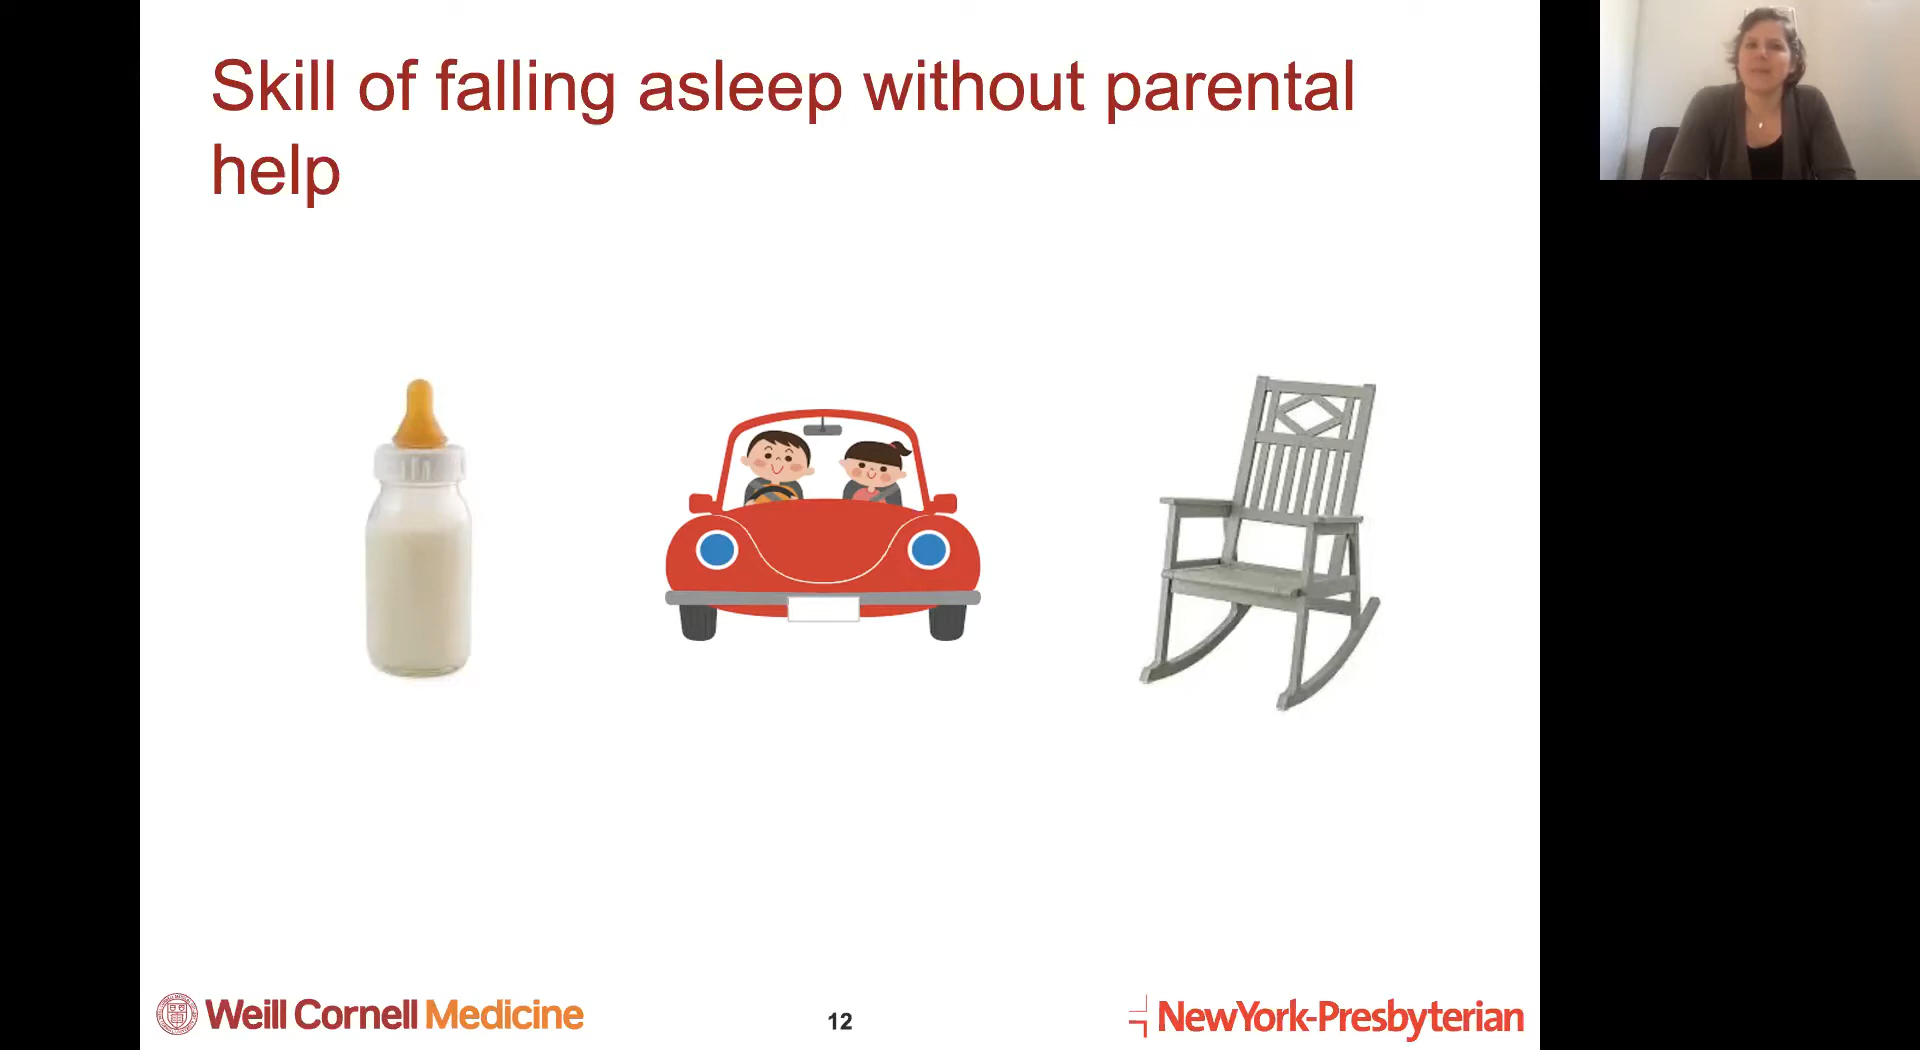 Skill of falling asleep without parental
help
Weill Cornell Medicine
12
NewYork-Presbyterian